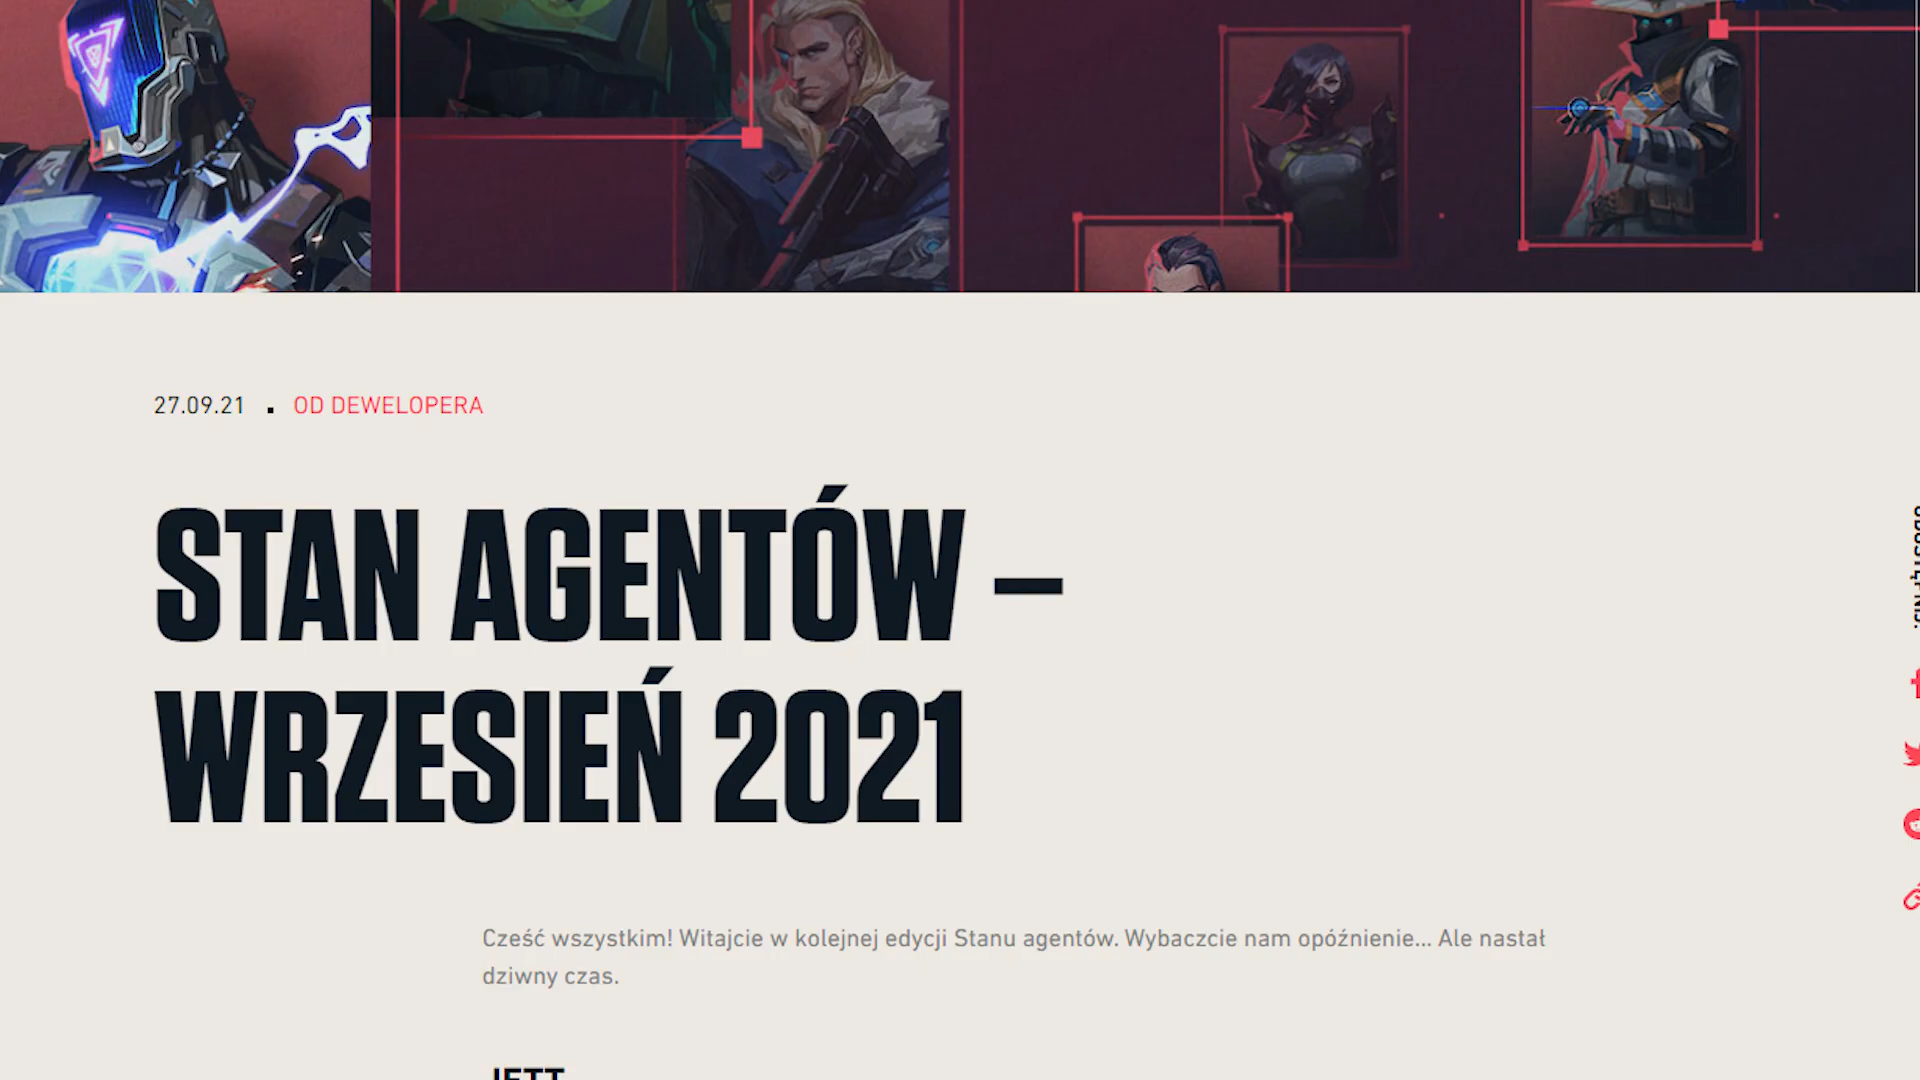 27.09.21 ▪ OD DEWELOPERA
STAN AGENTÓW –
WRZESIEŃ 2021
Cześć wszystkim! Witajcie w kolejnej edycji Stanu agentów. Wybaczcie nam opóźnienie... Ale nastał
dziwny czas.
JETT